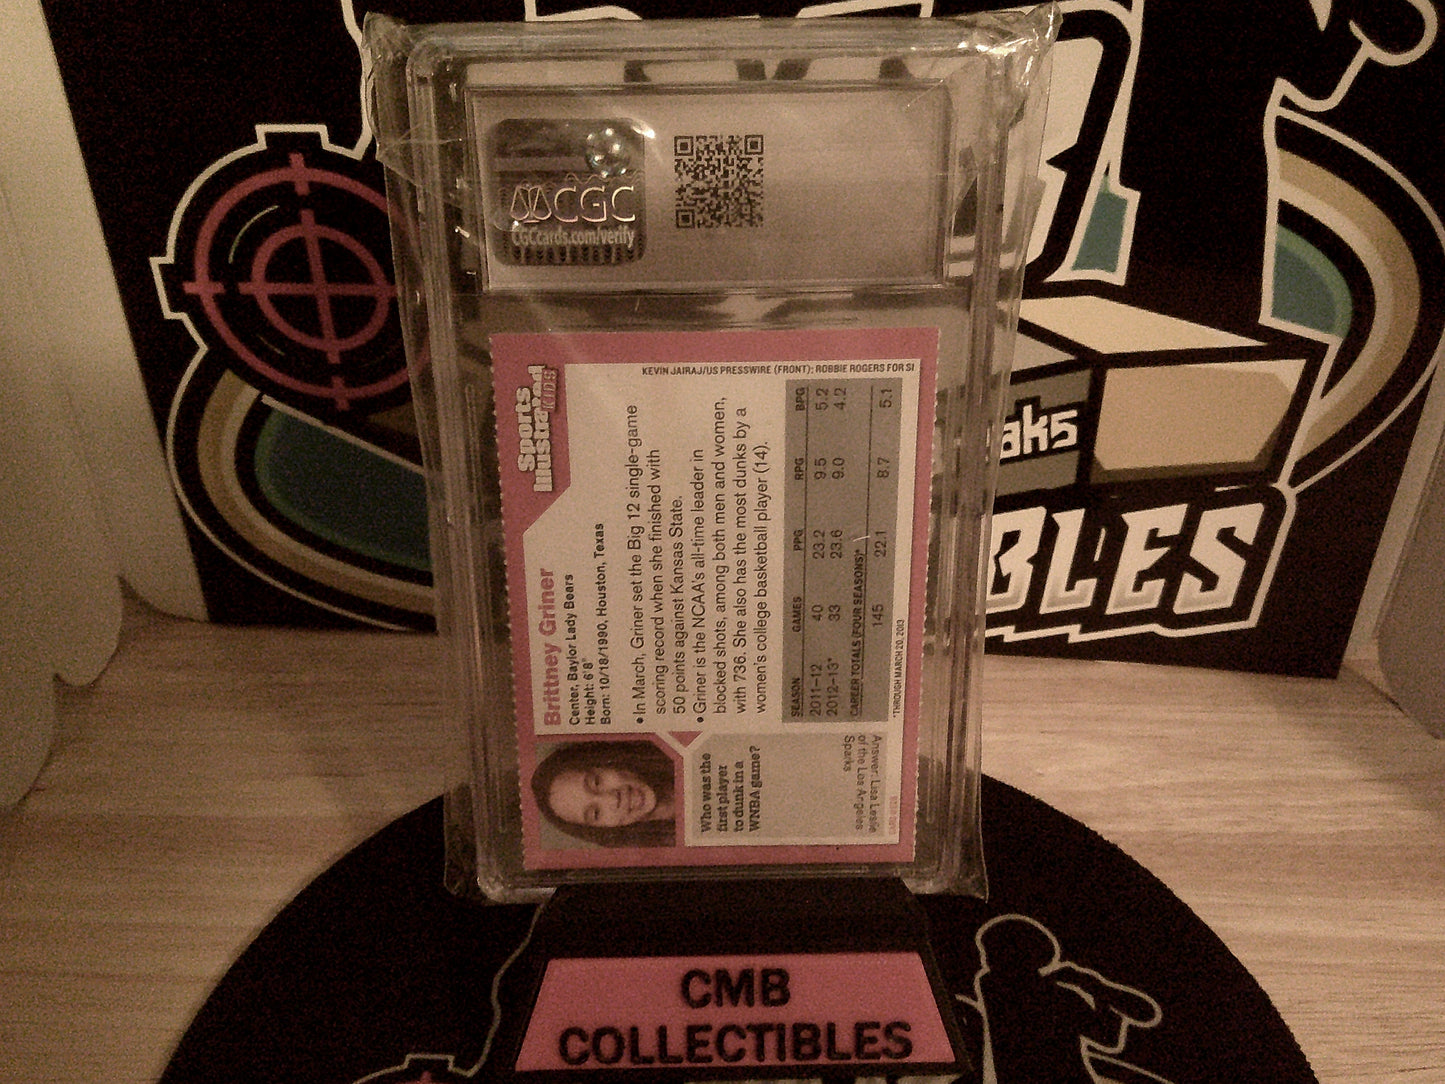 CGC
CGCcards.com/verify
Sports
Illustrated
KIDS
Brittney Griner
Center, Baylor Lady Bears
Height: 6'8"
Born: 10/18/1990, Houston, Texas
• In March, Griner set the Big 12 single-game
scoring record when she finished with
50 points against Kansas State.
• Griner is the NCAA's all-time leader in
blocked shots, among both men and women,
with 736. She also has the most dunks by a
women's college basketball player (14).
SEASON GAMES PPG RPG BPG
2011–12 40 23.2 9.5 5.2
2012–13* 33 23.6 9.0 4.2
CAREER TOTALS (FOUR SEASONS)*
145 22.1 8.7 5.1
*THROUGH MARCH 20, 2013
KEVIN JAIRAJ/US PRESSWIRE (FRONT); ROBBIE ROGERS FOR SI
Who was the
first player
to dunk in a
WNBA game?
Answer: Lisa Leslie
of the Los Angeles
Sparks
aks
BLES
CMB
COLLECTIBLES